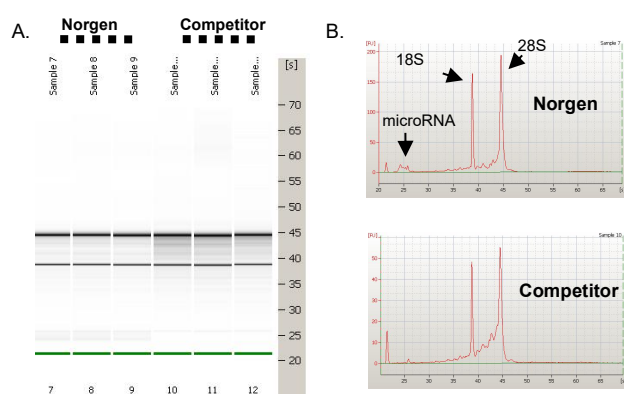 A.
Norgen
Competitor
Sample 7
Sample 8
Sample 9
Sample...
Sample...
Sample...
[s]
70
65
60
55
50
45
40
35
30
25
20
7 8 9 10 11 12
B.
[FU]
Sample 7
200
150
100
50
0
18S
28S
microRNA
Norgen
20 25 30 35 40 45 50 55 60 65
[FU]
Sample 10
50
40
30
20
10
0
Competitor
25 30 35 40 45 50 55 60 65